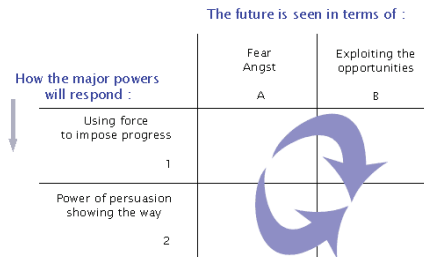 The future is seen in terms of :
Fear
Angst
A
Exploiting the
opportunities
B
How the major powers
will respond :
Using force
to impose progress
1
Power of persuasion
showing the way
2